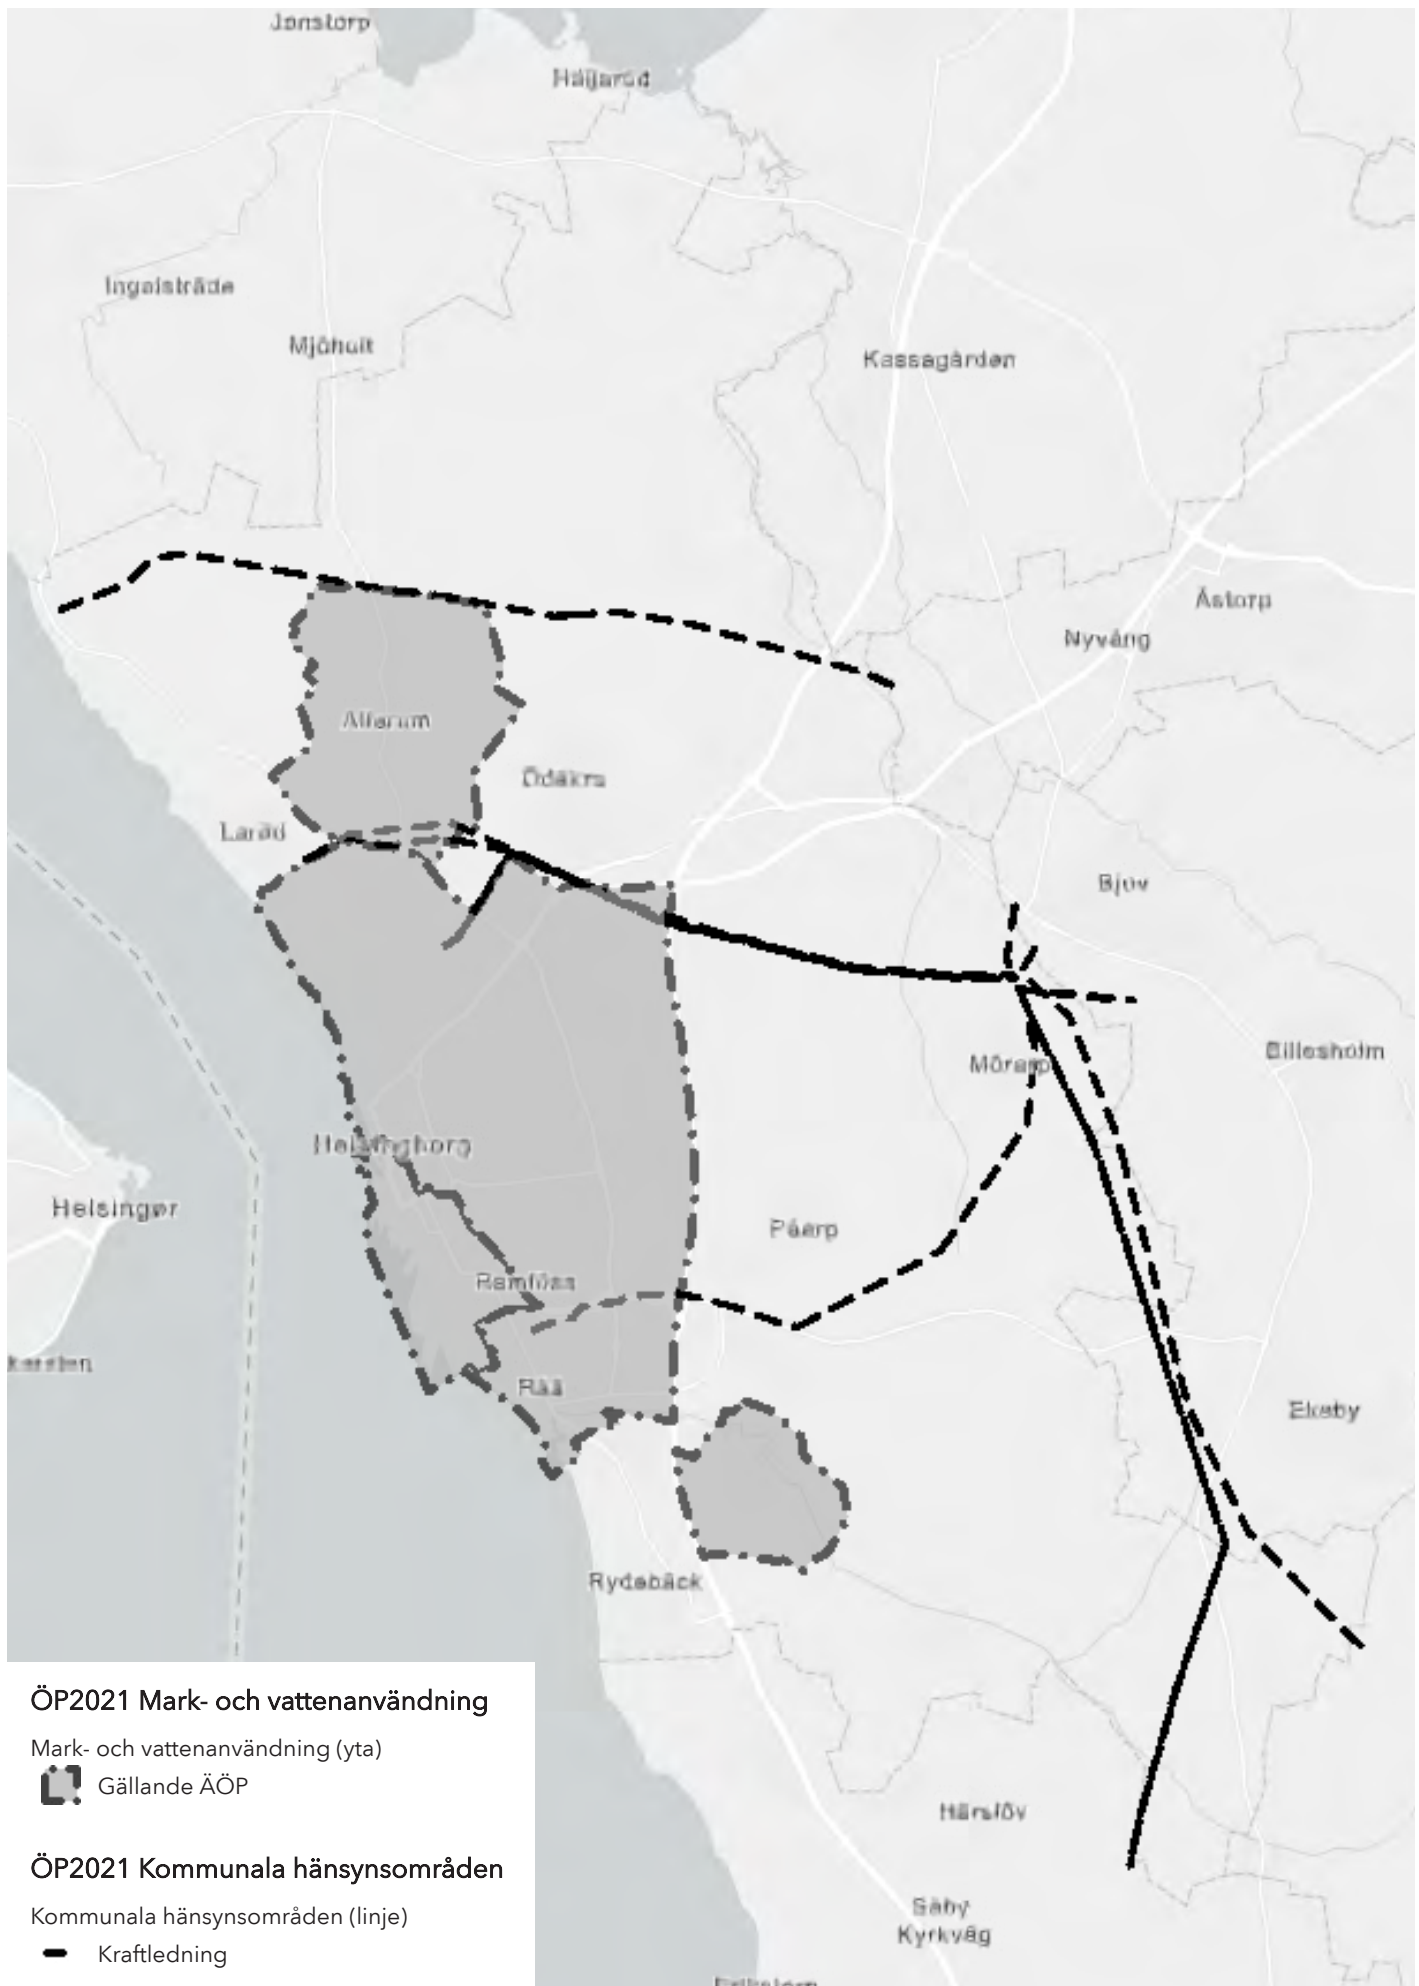 Jonstorp
Häljaröd
Ingelsträde
Mjöhult
Kassagården
Åstorp
Nyvång
Allerum
Ödåkra
Laröd
Bjuv
Billesholm
Mörarp
Helsingborg
Helsingør
Påarp
Ramlösa
Råå
Ekeby
Rydebäck
Härslöv
Säby
Kyrkväg
ÖP2021 Mark- och vattenanvändning
Mark- och vattenanvändning (yta)
Gällande ÄÖP
ÖP2021 Kommunala hänsynsområden
Kommunala hänsynsområden (linje)
Kraftledning